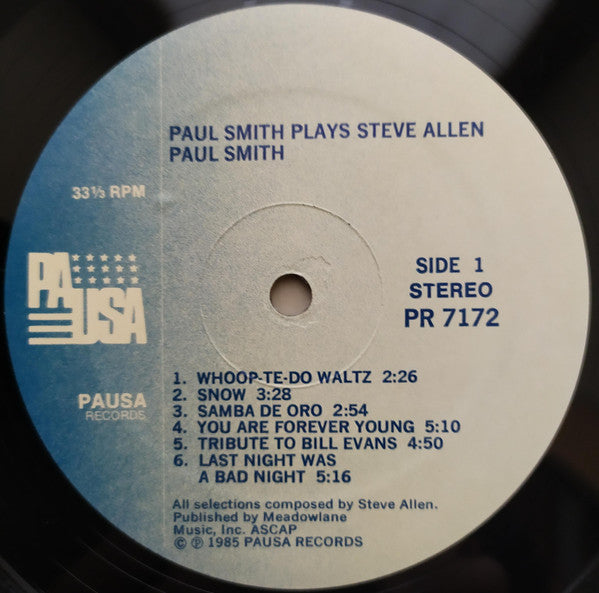 PAUL SMITH PLAYS STEVE ALLEN
PAUL SMITH
33⅓ RPM
PAUSA
SIDE 1
STEREO
PR 7172
PAUSA
RECORDS
1. WHOOP-TE-DO WALTZ 2:26
2. SNOW 3:28
3. SAMBA DE ORO 2:54
4. YOU ARE FOREVER YOUNG 5:10
5. TRIBUTE TO BILL EVANS 4:50
6. LAST NIGHT WAS
A BAD NIGHT 5:16
All selections composed by Steve Allen.
Published by Meadowlane
Music, Inc. ASCAP
© ℗ 1985 PAUSA RECORDS